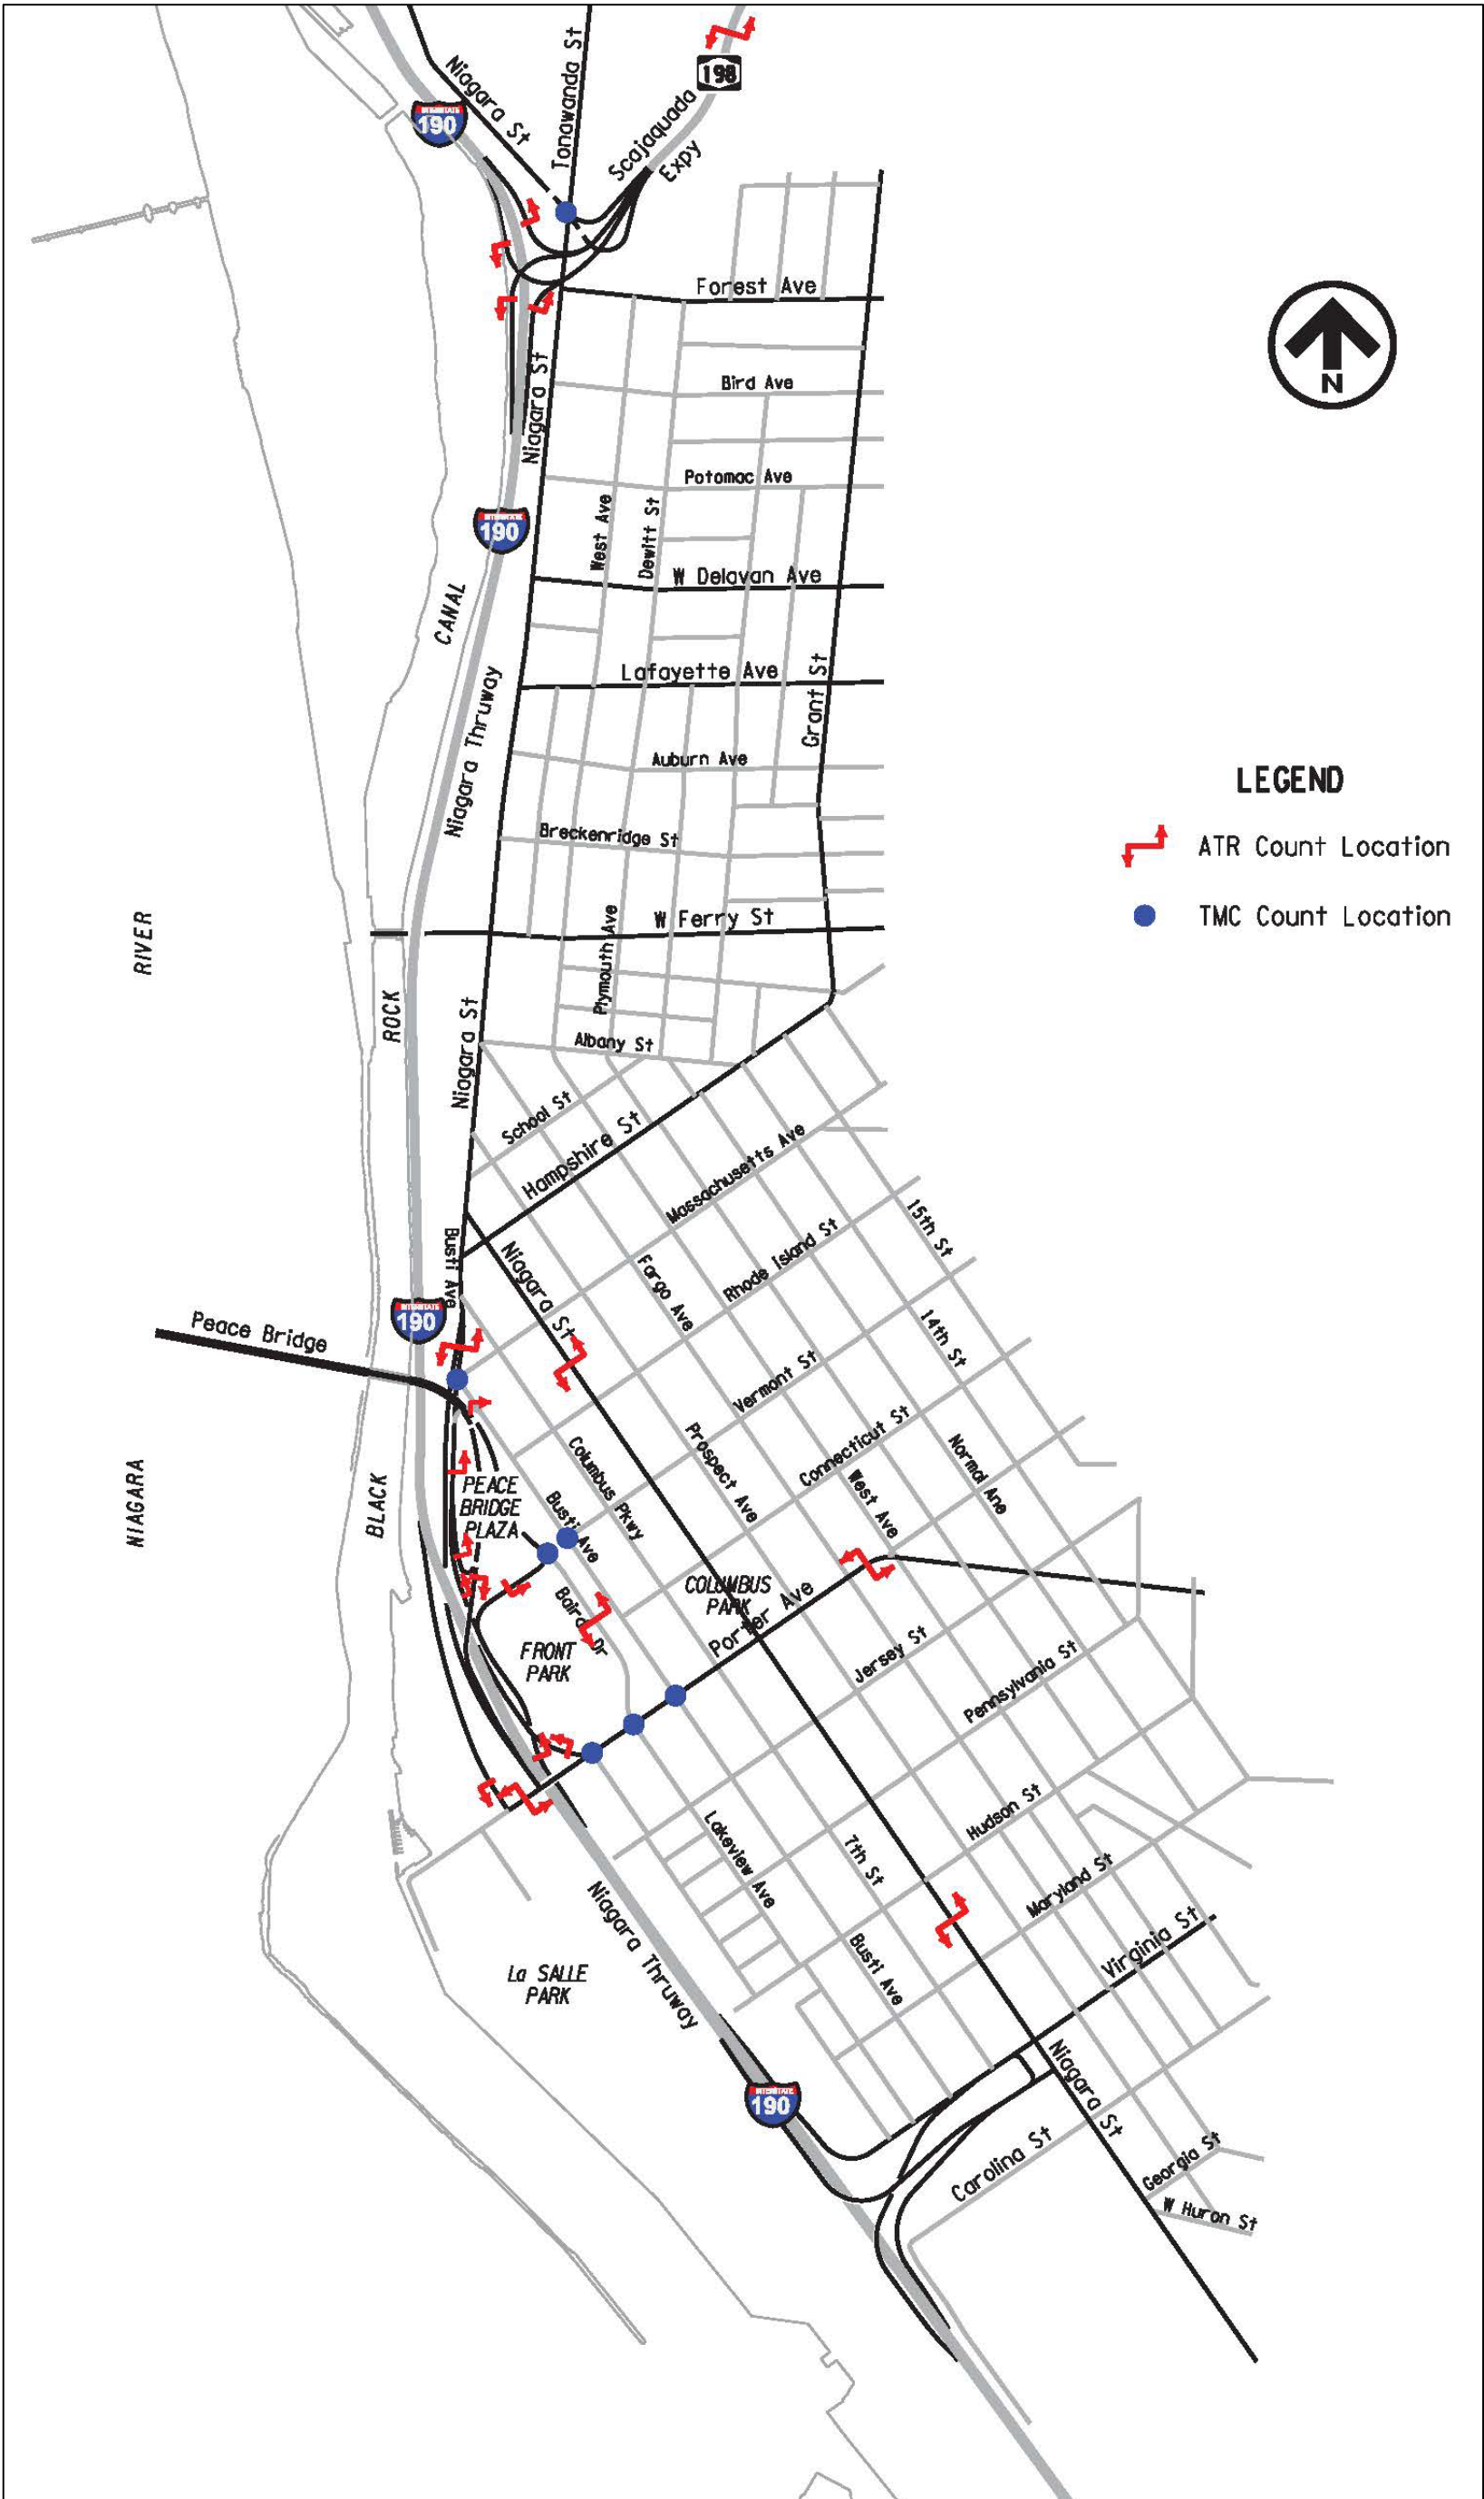 Niagara St
Tonawanda St
198
INTERSTATE
190
Scajaquada
Expy
Forest Ave
N
Niagara St
Bird Ave
Potomac Ave
INTERSTATE
190
West Ave
Dewitt St
W Delavan Ave
CANAL
Lafayette Ave
Grant St
Niagara Thruway
Auburn Ave
LEGEND
Breckenridge St
ATR Count Location
W Ferry St
TMC Count Location
RIVER
Plymouth Ave
ROCK
Niagara St
Albany St
School St
Hampshire St
Massachusetts Ave
15th St
Busti Ave
Niagara St
Fargo Ave
Rhode Island St
INTERSTATE
190
Peace Bridge
14th St
Vermont St
Connecticut St
Prospect Ave
Columbus Pkwy
Normal Ane
West Ave
NIAGARA
BLACK
PEACE
BRIDGE
PLAZA
Busti Ave
COLUMBUS
PARK
Porter Ave
Baird Dr
FRONT
PARK
Jersey St
Pennsylvania St
Hudson St
Lakeview Ave
7th St
Maryland St
Niagara Thruway
Busti Ave
Virginia St
La SALLE
PARK
INTERSTATE
190
Niagara St
Carolina St
Georgia St
W Huron St